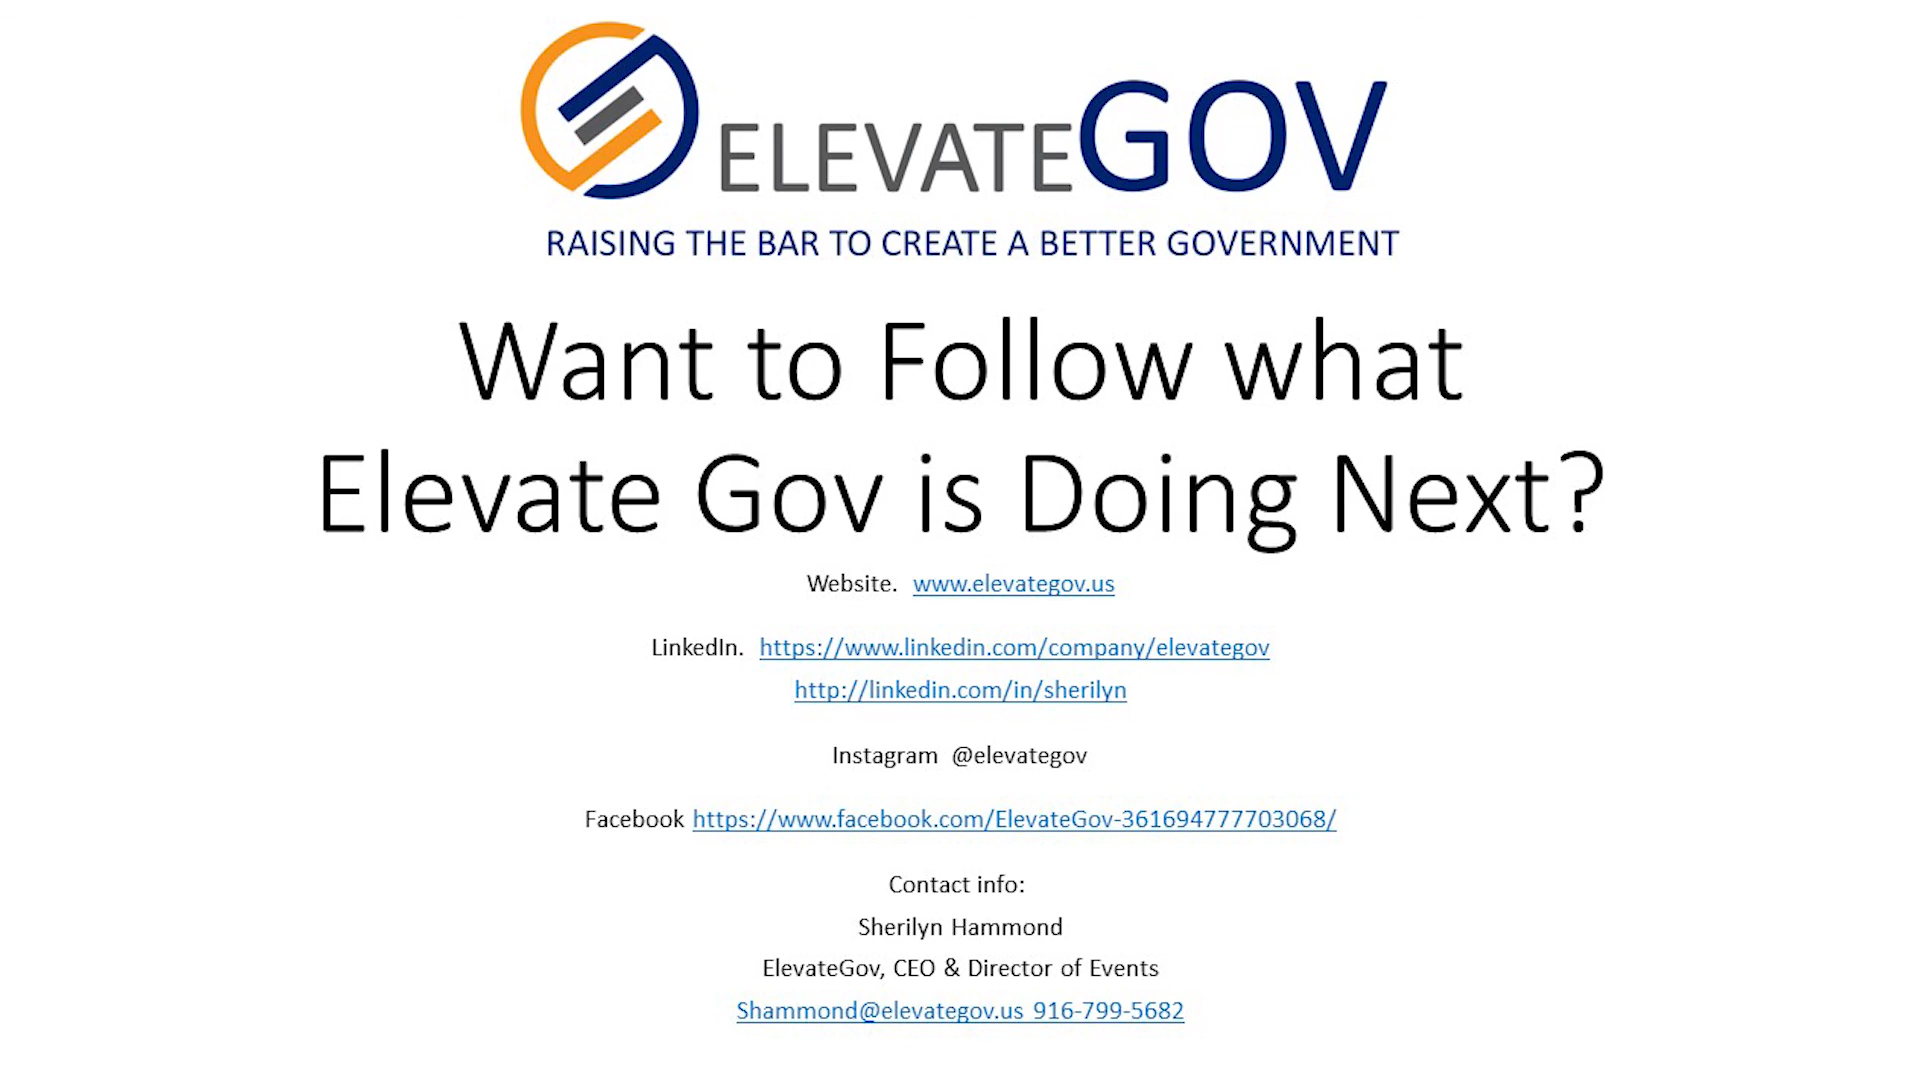 ELEVATEGOV
RAISING THE BAR TO CREATE A BETTER GOVERNMENT
Want to Follow what
Elevate Gov is Doing Next?
Website. www.elevategov.us
LinkedIn. https://www.linkedin.com/company/elevategov
http://linkedin.com/in/sherilyn
Instagram @elevategov
Facebook https://www.facebook.com/ElevateGov-361694777703068/
Contact info:
Sherilyn Hammond
ElevateGov, CEO & Director of Events
Shammond@elevategov.us 916-799-5682